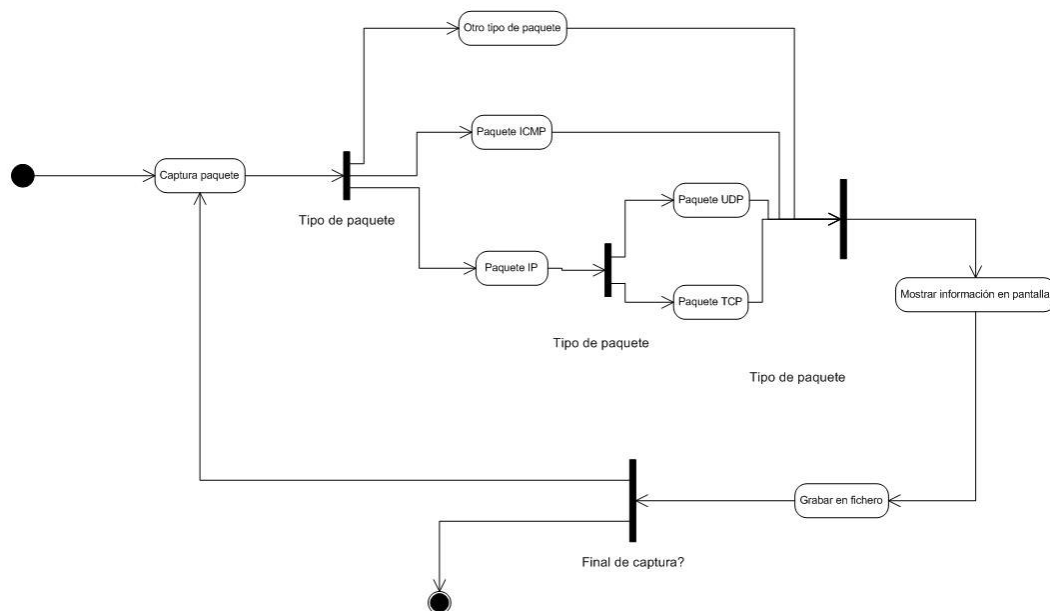 Otro tipo de paquete
Paquete ICMP
Captura paquete
Tipo de paquete
Paquete UDP
Paquete IP
Paquete TCP
Mostrar información en pantalla
Tipo de paquete
Tipo de paquete
Grabar en fichero
Final de captura?